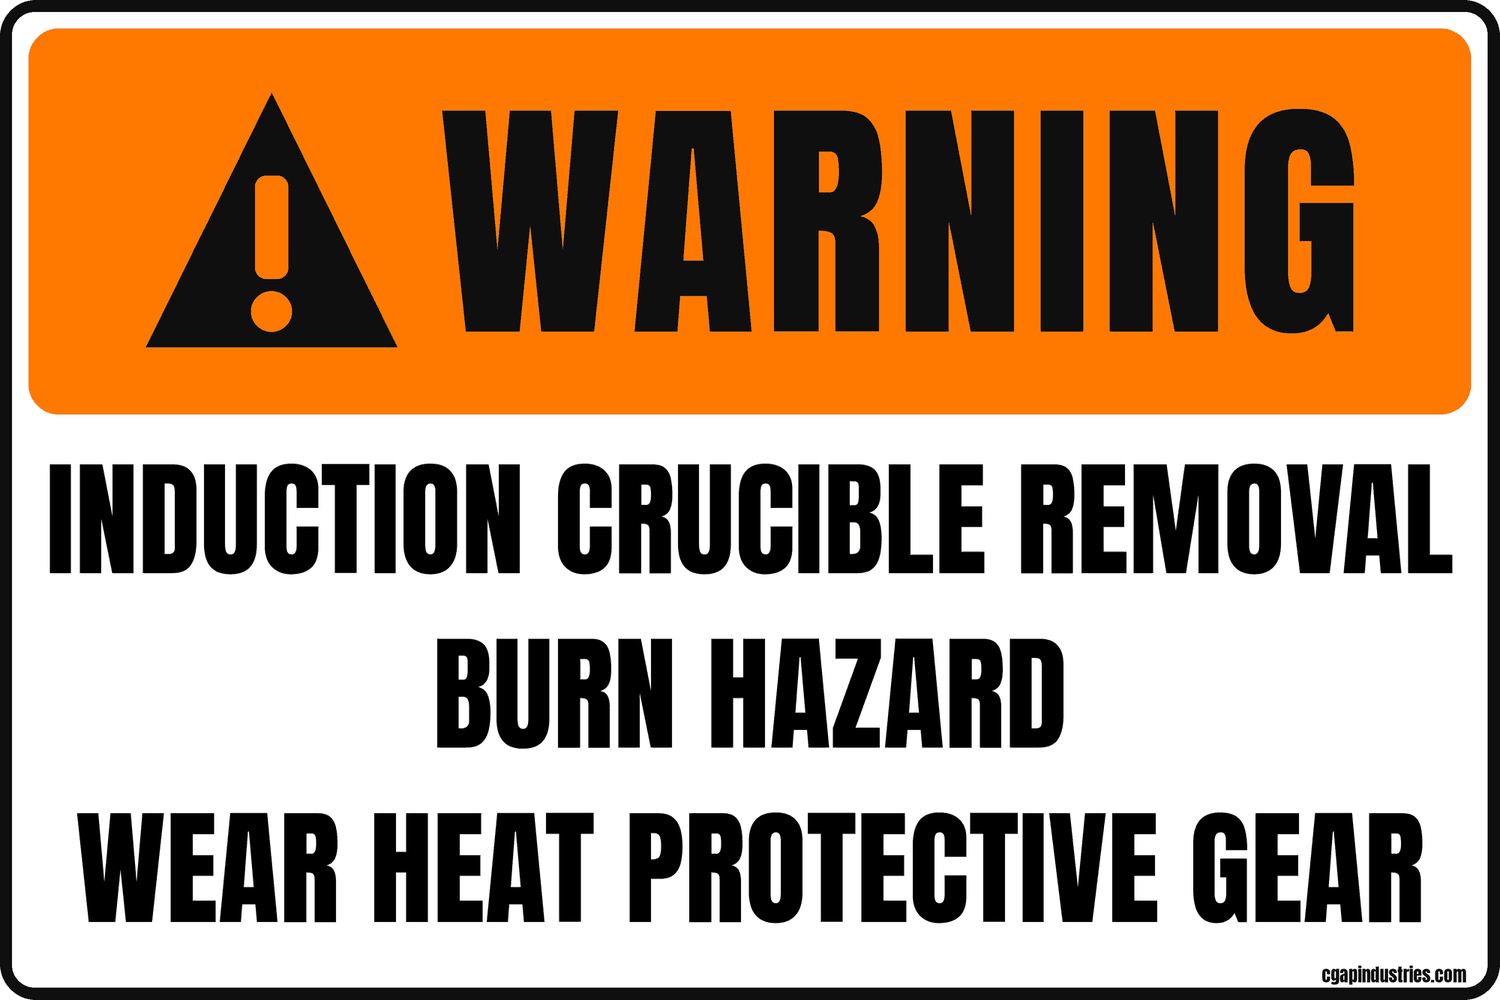 WARNING
INDUCTION CRUCIBLE REMOVAL
BURN HAZARD
WEAR HEAT PROTECTIVE GEAR
cgapindustries.com